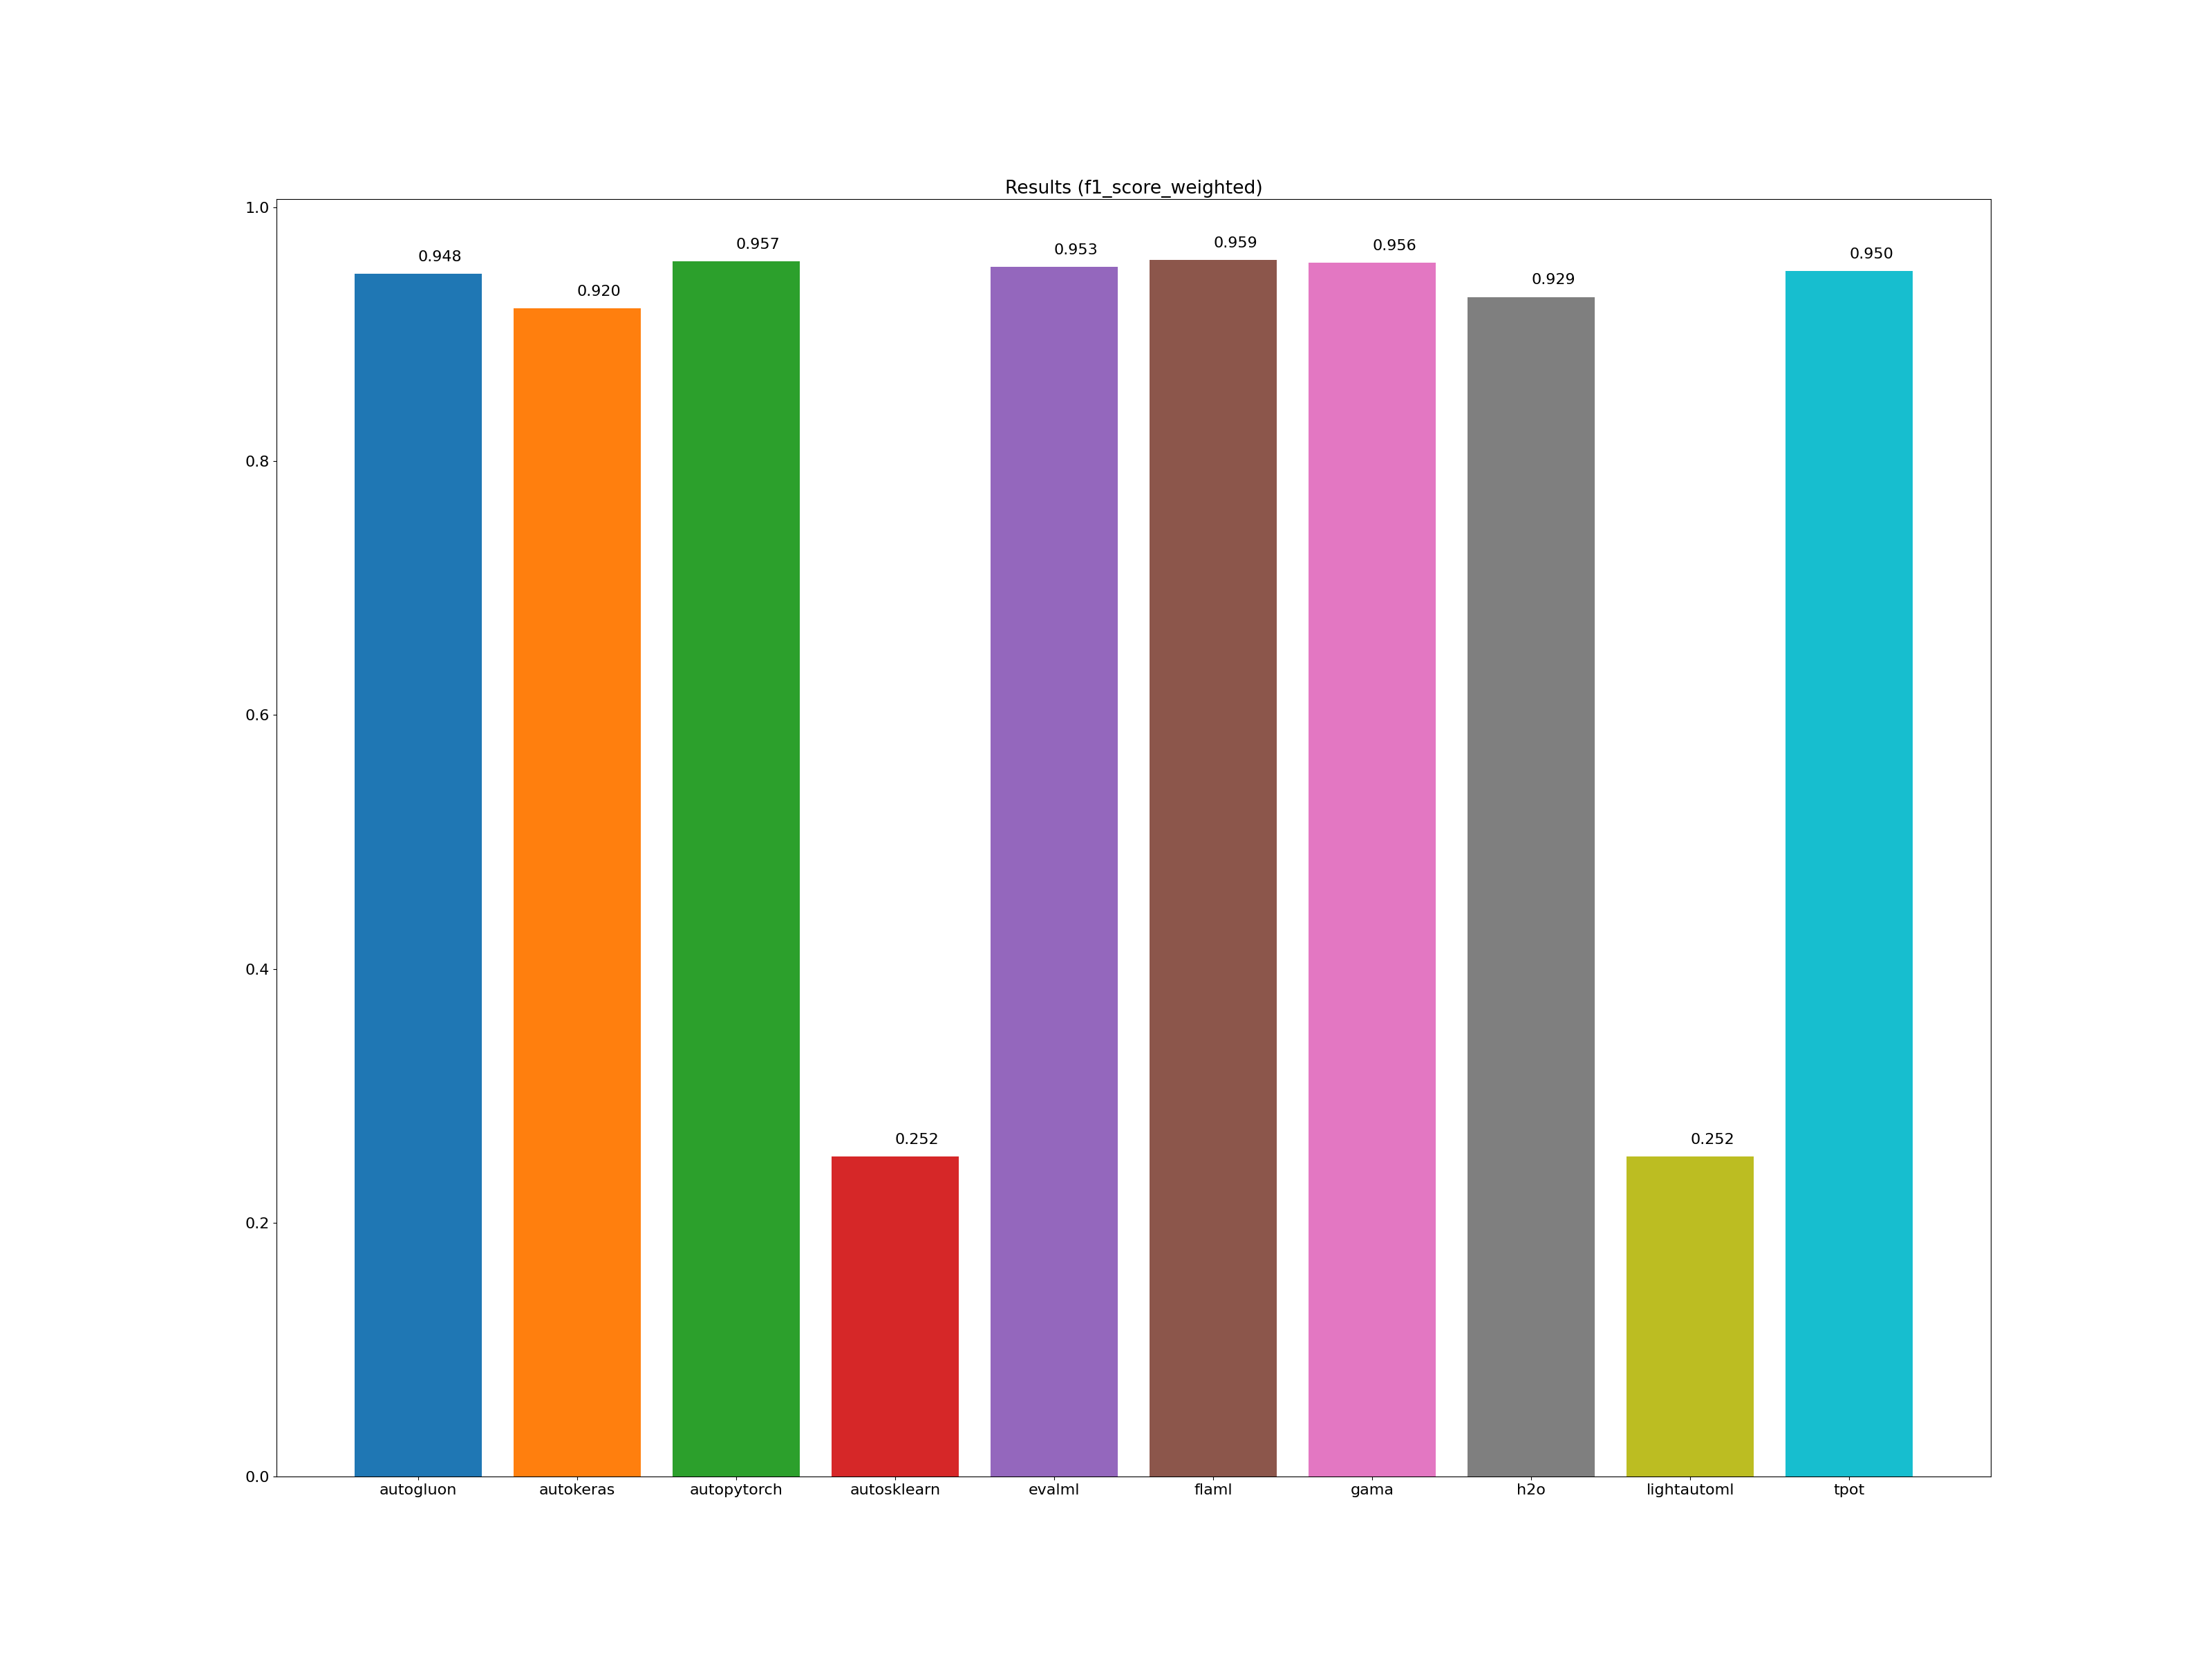 Results (f1_score_weighted)
1.0
0.8
0.6
0.4
0.2
0.0
0.948
0.920
0.957
0.252
0.953
0.959
0.956
0.929
0.252
0.950
autogluon
autokeras
autopytorch
autosklearn
evalml
flaml
gama
h2o
lightautoml
tpot